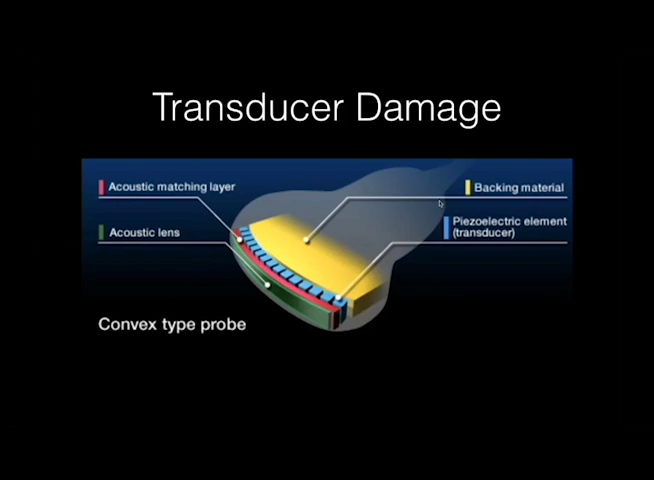 Transducer Damage
Acoustic matching layer
Backing material
Acoustic lens
Piezoelectric element
(transducer)
Convex type probe